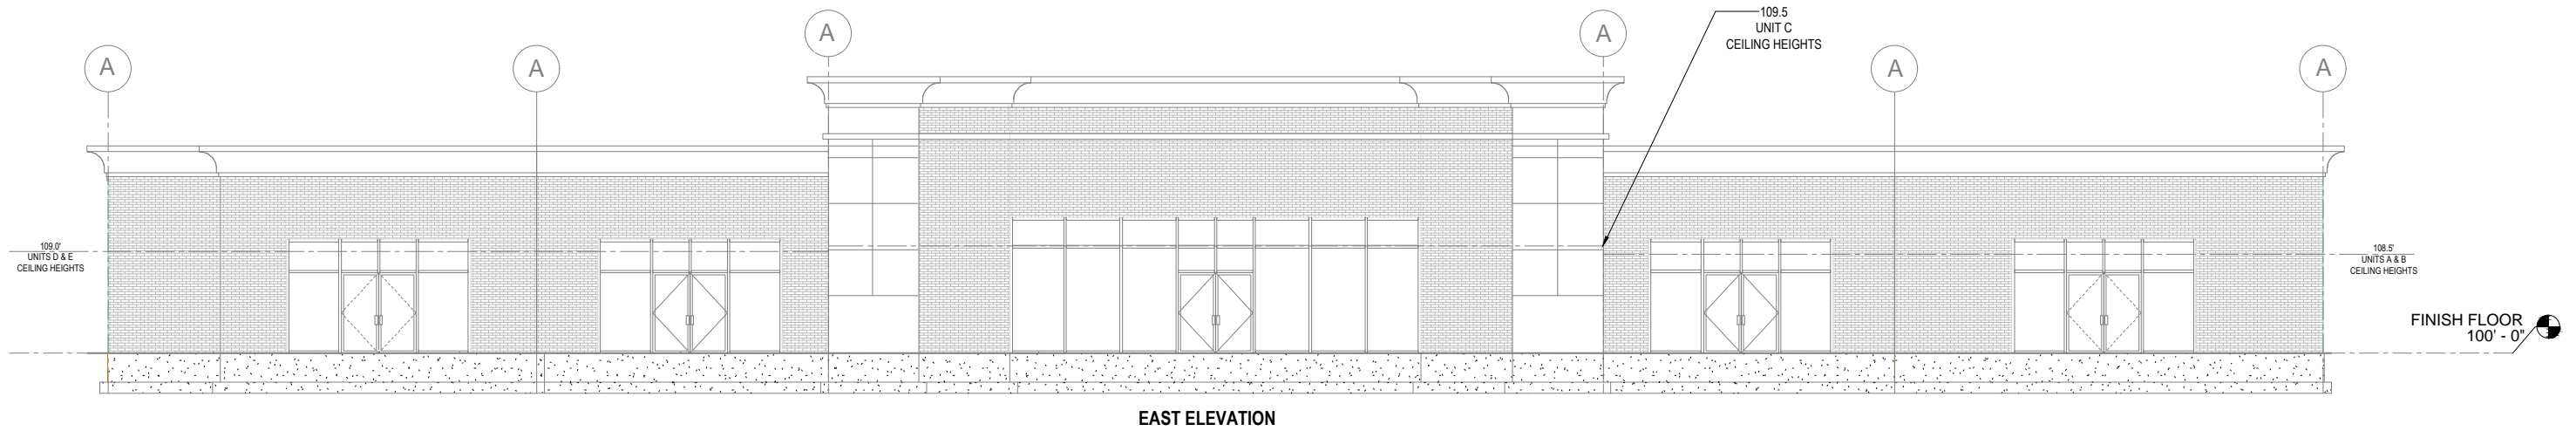 A
A
A
A
A
A
109.5
UNIT C
CEILING HEIGHTS
109.0'
UNITS D & E
CEILING HEIGHTS
108.5'
UNITS A & B
CEILING HEIGHTS
FINISH FLOOR
100' - 0"
EAST ELEVATION